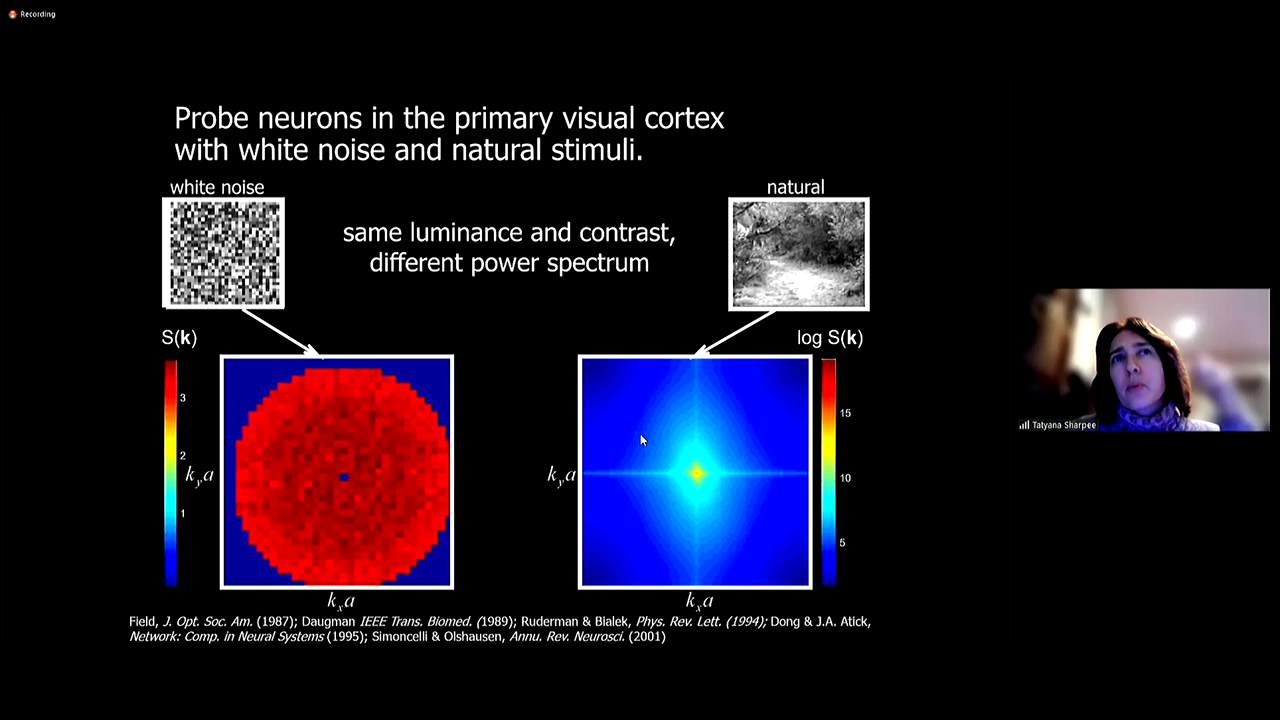 Recording
Probe neurons in the primary visual cortex
with white noise and natural stimuli.
white noise
natural
same luminance and contrast,
different power spectrum
S(k)
log S(k)
3
2
1
kya
kxa
15
10
5
kya
kxa
Tatyana Sharpee
Field, J. Opt. Soc. Am. (1987); Daugman IEEE Trans. Biomed. (1989); Ruderman & Bialek, Phys. Rev. Lett. (1994); Dong & J.A. Atick,
Network: Comp. in Neural Systems (1995); Simoncelli & Olshausen, Annu. Rev. Neurosci. (2001)